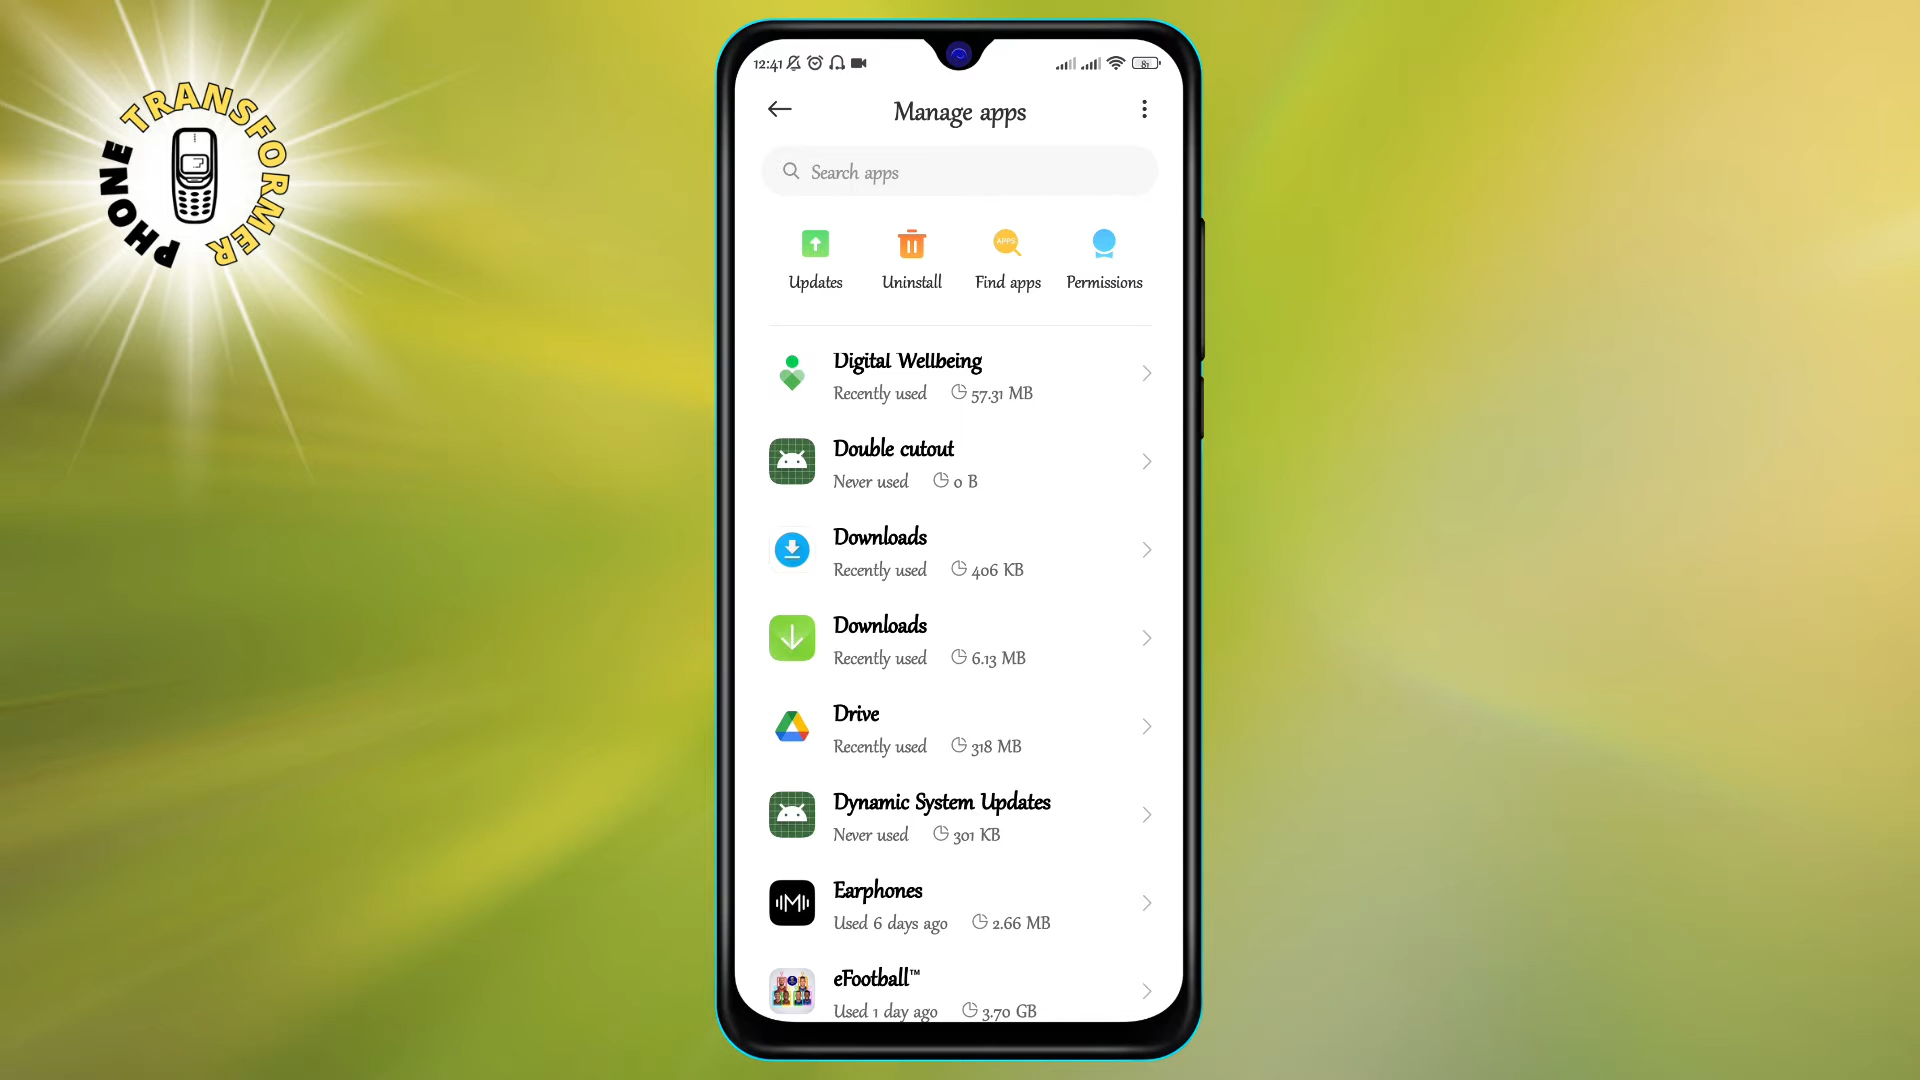 PHONE TRANSFORMER
12:41
81
Manage apps
Search apps
APPS
Updates Uninstall Find apps Permissions
Digital Wellbeing
Recently used 57.31 MB
Double cutout
Never used 0 B
Downloads
Recently used 406 KB
Downloads
Recently used 6.13 MB
Drive
Recently used 318 MB
Dynamic System Updates
Never used 301 KB
M
Earphones
Used 6 days ago 2.66 MB
eFootball™
Used 1 day ago 3.70 GB